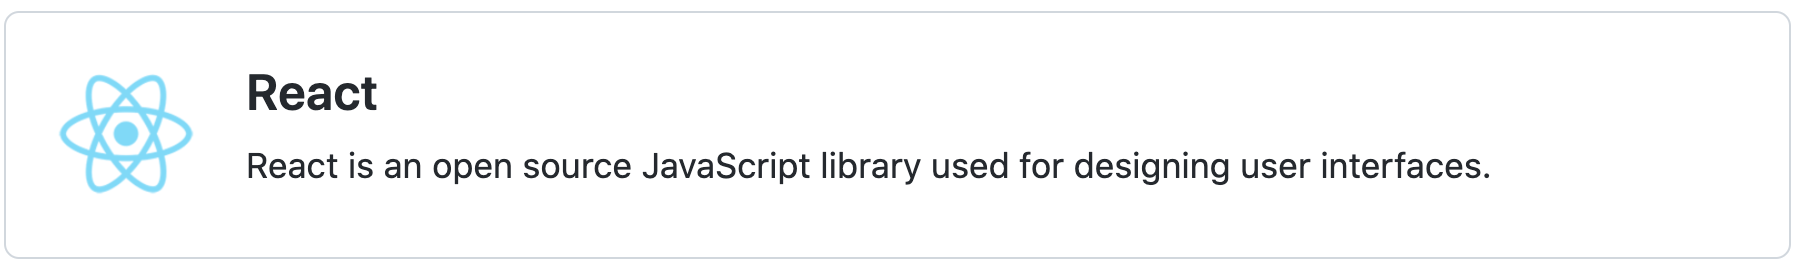 React
React is an open source JavaScript library used for designing user interfaces.